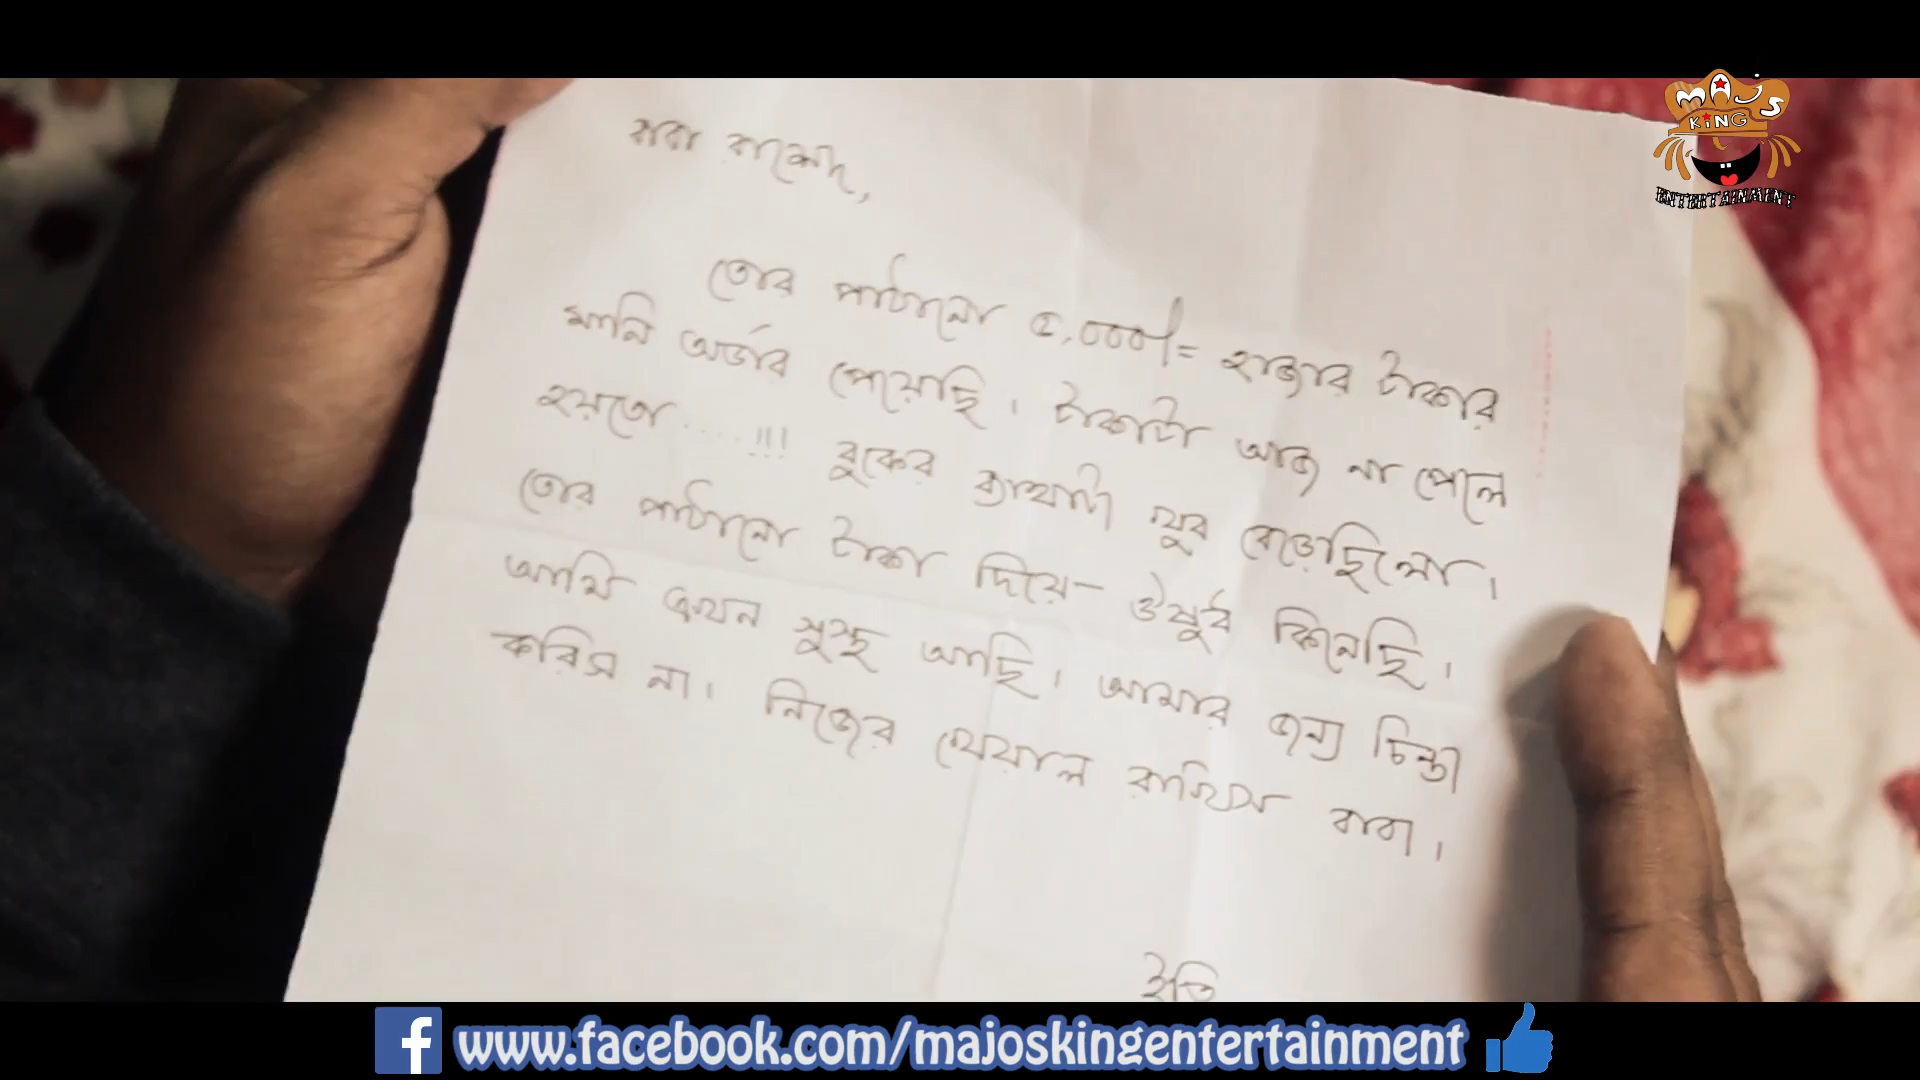 MAJ'S
KING
ENTERTAINMENT
বাবা রাশেদ,
তোর পাঠানো ৫,০০০/= হাজার টাকার
মানি অর্ডার পেয়েছি। টাকাটা আজ না পেলে
হয়তো.....!!! বুকের ব্যাথাটা খুব বেড়েছিলো।
তোর পাঠানো টাকা দিয়ে- ঔষুধ কিনেছি।
আমি এখন সুস্থ আছি। আমার জন্য চিন্তা
করিস না। নিজের খেয়াল রাখিস বাবা।
ইতি
www.facebook.com/majoskingentertainment